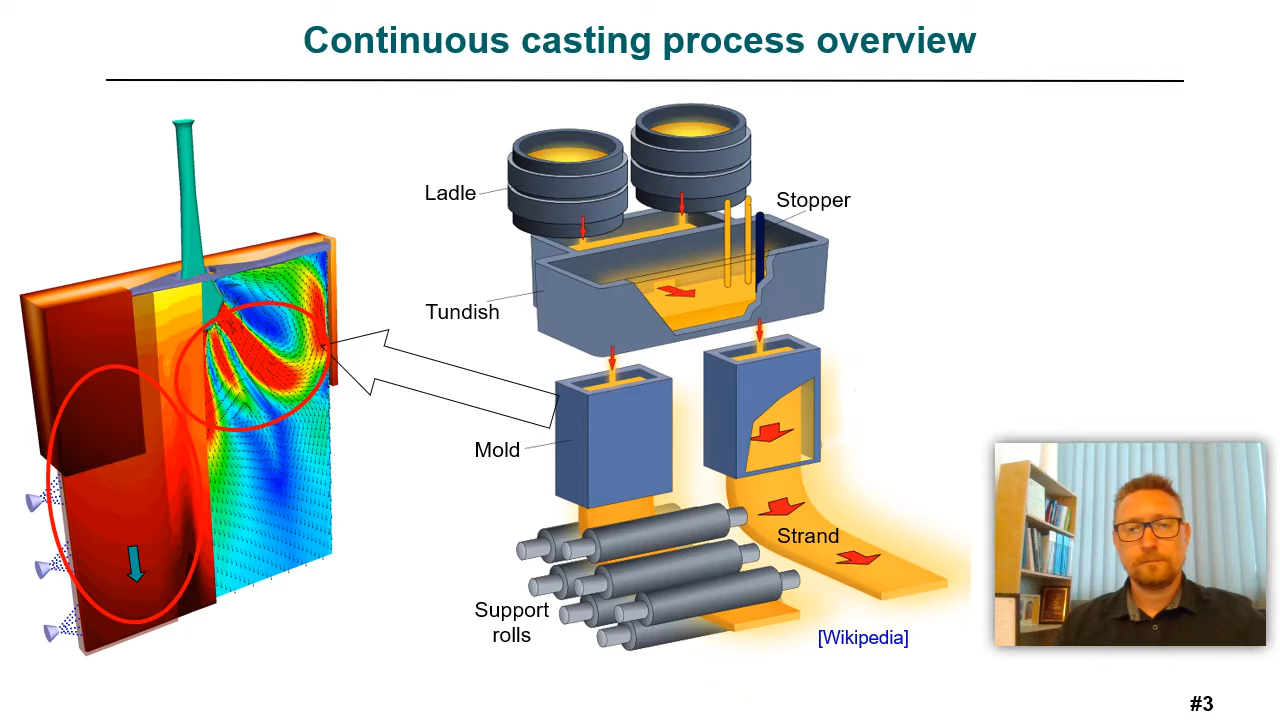 Continuous casting process overview
Ladle
Stopper
Tundish
Mold
Strand
Support
rolls
[Wikipedia]
#3